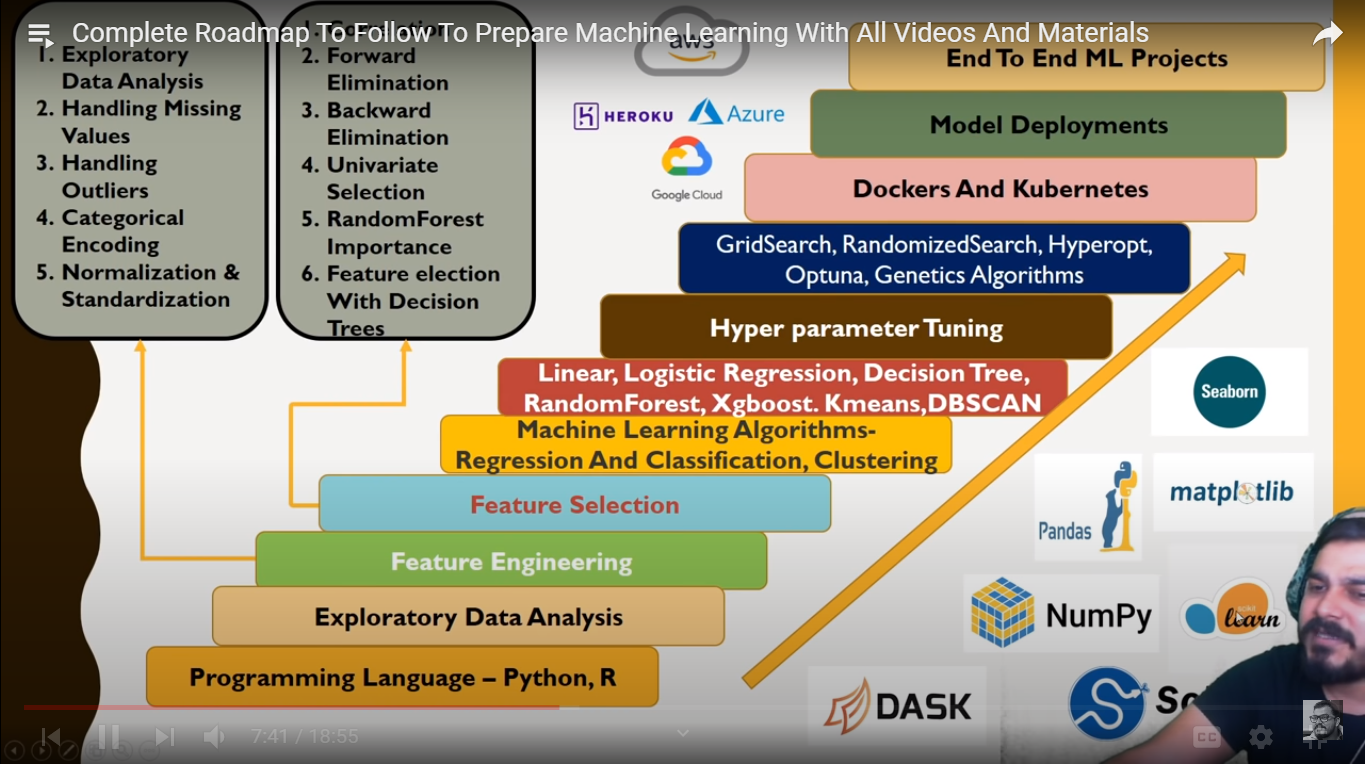 Complete Roadmap To Follow To Prepare Machine Learning With All Videos And Materials
1. Exploratory
Data Analysis
2. Handling Missing
Values
3. Handling
Outliers
4. Categorical
Encoding
5. Normalization &
Standardization
2. Forward
Elimination
3. Backward
Elimination
4. Univariate
Selection
5. RandomForest
Importance
6. Feature election
With Decision
Trees
aws
HEROKU
Azure
Google Cloud
End To End ML Projects
Model Deployments
Dockers And Kubernetes
GridSearch, RandomizedSearch, Hyperopt,
Optuna, Genetics Algorithms
Hyper parameter Tuning
Linear, Logistic Regression, Decision Tree,
RandomForest, Xgboost. Kmeans,DBSCAN
Machine Learning Algorithms-
Regression And Classification, Clustering
Feature Selection
Feature Engineering
Exploratory Data Analysis
Programming Language – Python, R
Seaborn
matplotlib
Pandas
NumPy
scikit
learn
DASK
7:41 / 18:55
CC